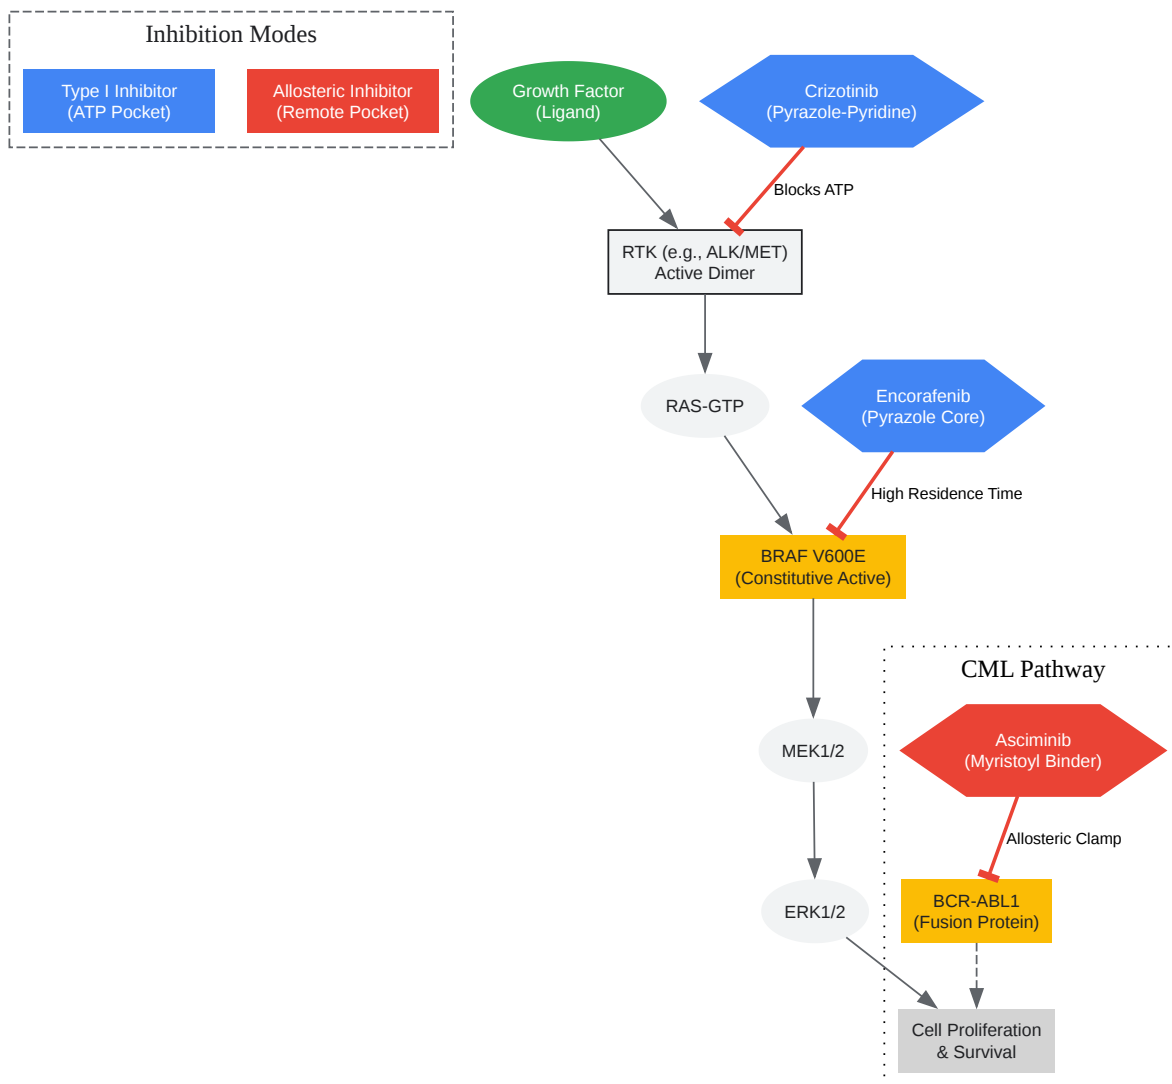 Inhibition Modes
Type I Inhibitor
(ATP Pocket)
Allosteric Inhibitor
(Remote Pocket)
Growth Factor
(Ligand)
Crizotinib
(Pyrazole-Pyridine)
Blocks ATP
RTK (e.g., ALK/MET)
Active Dimer
RAS-GTP
Encorafenib
(Pyrazole Core)
High Residence Time
BRAF V600E
(Constitutive Active)
CML Pathway
MEK1/2
Asciminib
(Myristoyl Binder)
Allosteric Clamp
ERK1/2
BCR-ABL1
(Fusion Protein)
Cell Proliferation
& Survival